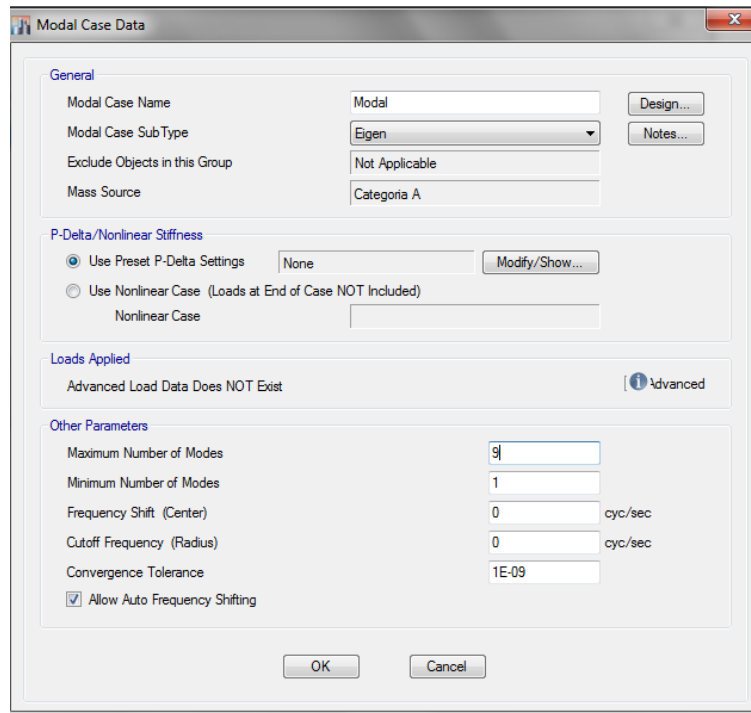 Modal Case Data
General
Modal Case Name Modal Design...
Modal Case SubType Eigen Notes...
Exclude Objects in this Group Not Applicable
Mass Source Categoria A
P-Delta/Nonlinear Stiffness
Use Preset P-Delta Settings None Modify/Show...
Use Nonlinear Case (Loads at End of Case NOT Included)
Nonlinear Case
Loads Applied
Advanced Load Data Does NOT Exist Advanced
Other Parameters
Maximum Number of Modes 9
Minimum Number of Modes 1
Frequency Shift (Center) 0 cyc/sec
Cutoff Frequency (Radius) 0 cyc/sec
Convergence Tolerance 1E-09
Allow Auto Frequency Shifting
OK Cancel